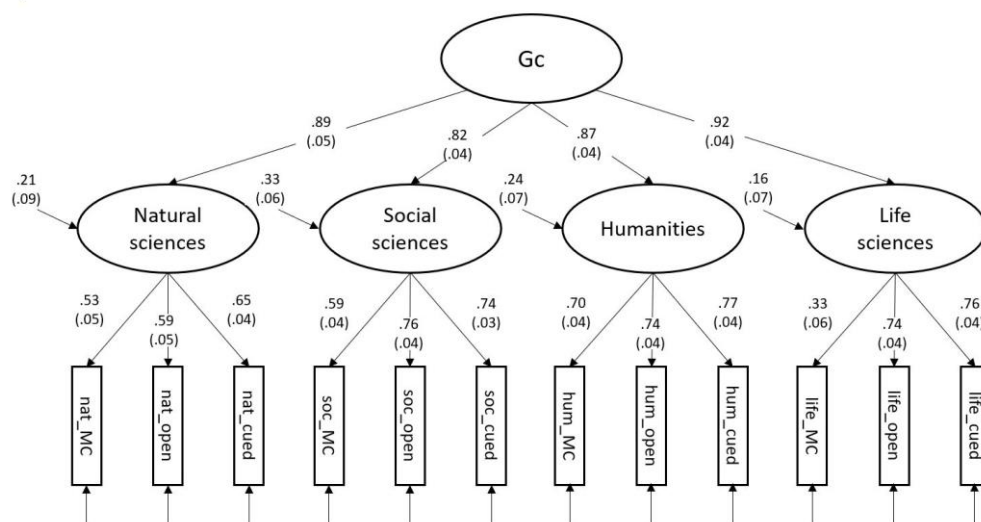 Gc
.89
(.05)
.82
(.04)
.87
(.04)
.92
(.04)
.21
(.09)
Natural
sciences
.33
(.06)
Social
sciences
.24
(.07)
Humanities
.16
(.07)
Life
sciences
.53
(.05)
.59
(.05)
.65
(.04)
.59
(.04)
.76
(.04)
.74
(.03)
.70
(.04)
.74
(.04)
.77
(.04)
.33
(.06)
.74
(.04)
.76
(.04)
nat_MC
nat_open
nat_cued
soc_MC
soc_open
soc_cued
hum_MC
hum_open
hum_cued
life_MC
life_open
life_cued